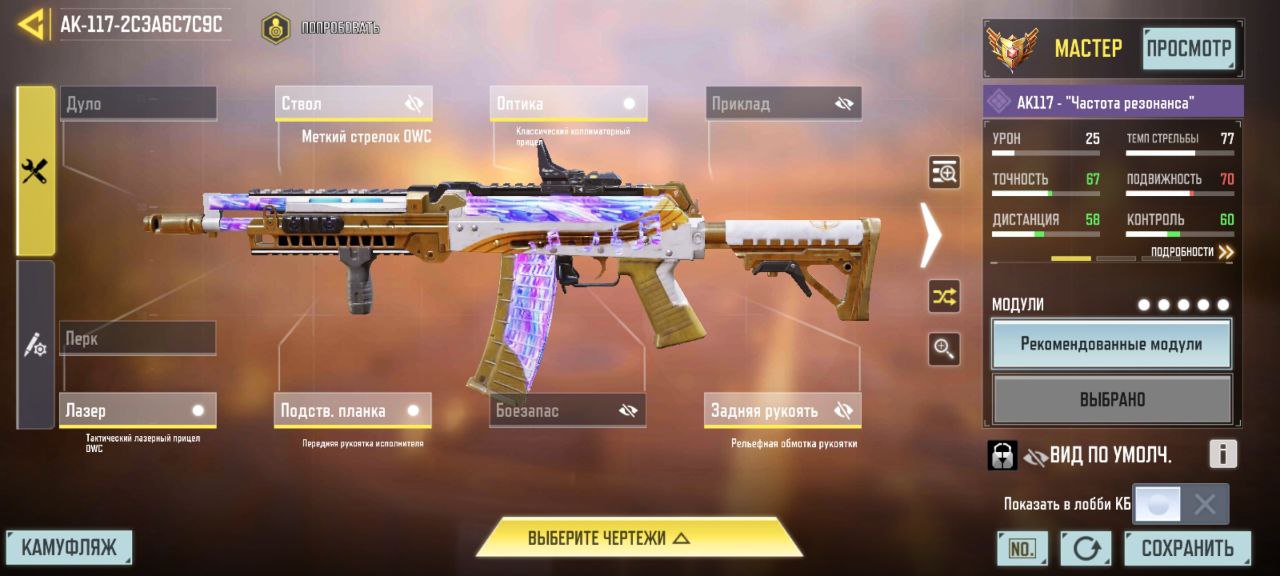 AK-117-2C3A6C7C9C
ПОПРОБОВАТЬ
МАСТЕР
ПРОСМОТР
AK117 - "Частота резонанса"
УРОН 25
ТЕМП СТРЕЛЬБЫ 77
ТОЧНОСТЬ 67
ПОДВИЖНОСТЬ 70
ДИСТАНЦИЯ 58
КОНТРОЛЬ 60
ПОДРОБНОСТИ
Дуло
Ствол
Меткий стрелок OWC
Оптика
Классический коллиматорный
прицел
Приклад
Перк
Лазер
Тактический лазерный прицел
OWC
Подств. планка
Передняя рукоятка исполнителя
Боезапас
Задняя рукоять
Рельефная обмотка рукоятки
МОДУЛИ
Рекомендованные модули
ВЫБРАНО
ВИД ПО УМОЛЧ.
i
Показать в лобби КБ
КАМУФЛЯЖ
ВЫБЕРИТЕ ЧЕРТЕЖИ
NO.
СОХРАНИТЬ